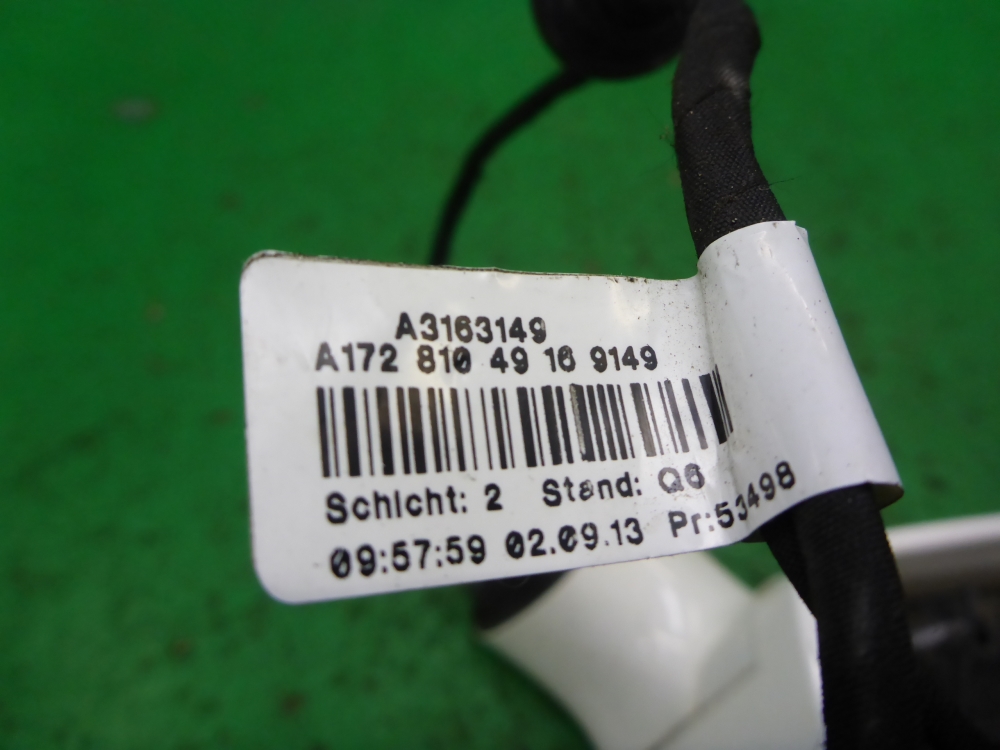 A3163149
A172 810 49 16 9149
Schicht: 2 Stand: Q6
09:57:59 02.09.13 Pr:53498